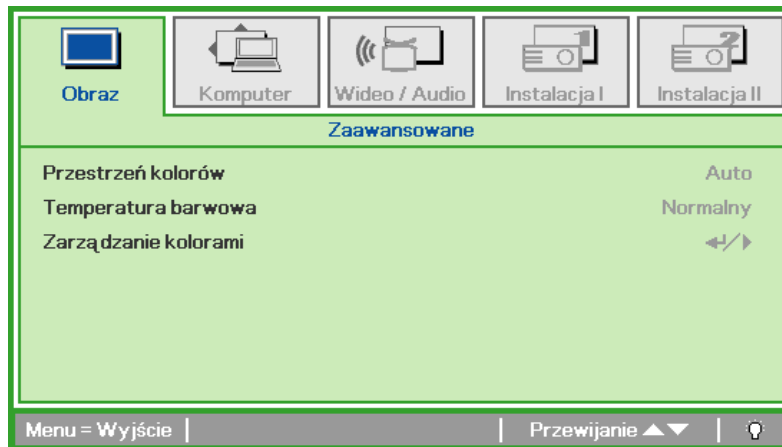 Obraz
Komputer
Wideo / Audio
Instalacja I
Instalacja II
Zaawansowane
Przestrzeń kolorów Auto
Temperatura barwowa Normalny
Zarządzanie kolorami
Menu = Wyjście | | Przewijanie ▲▼ |